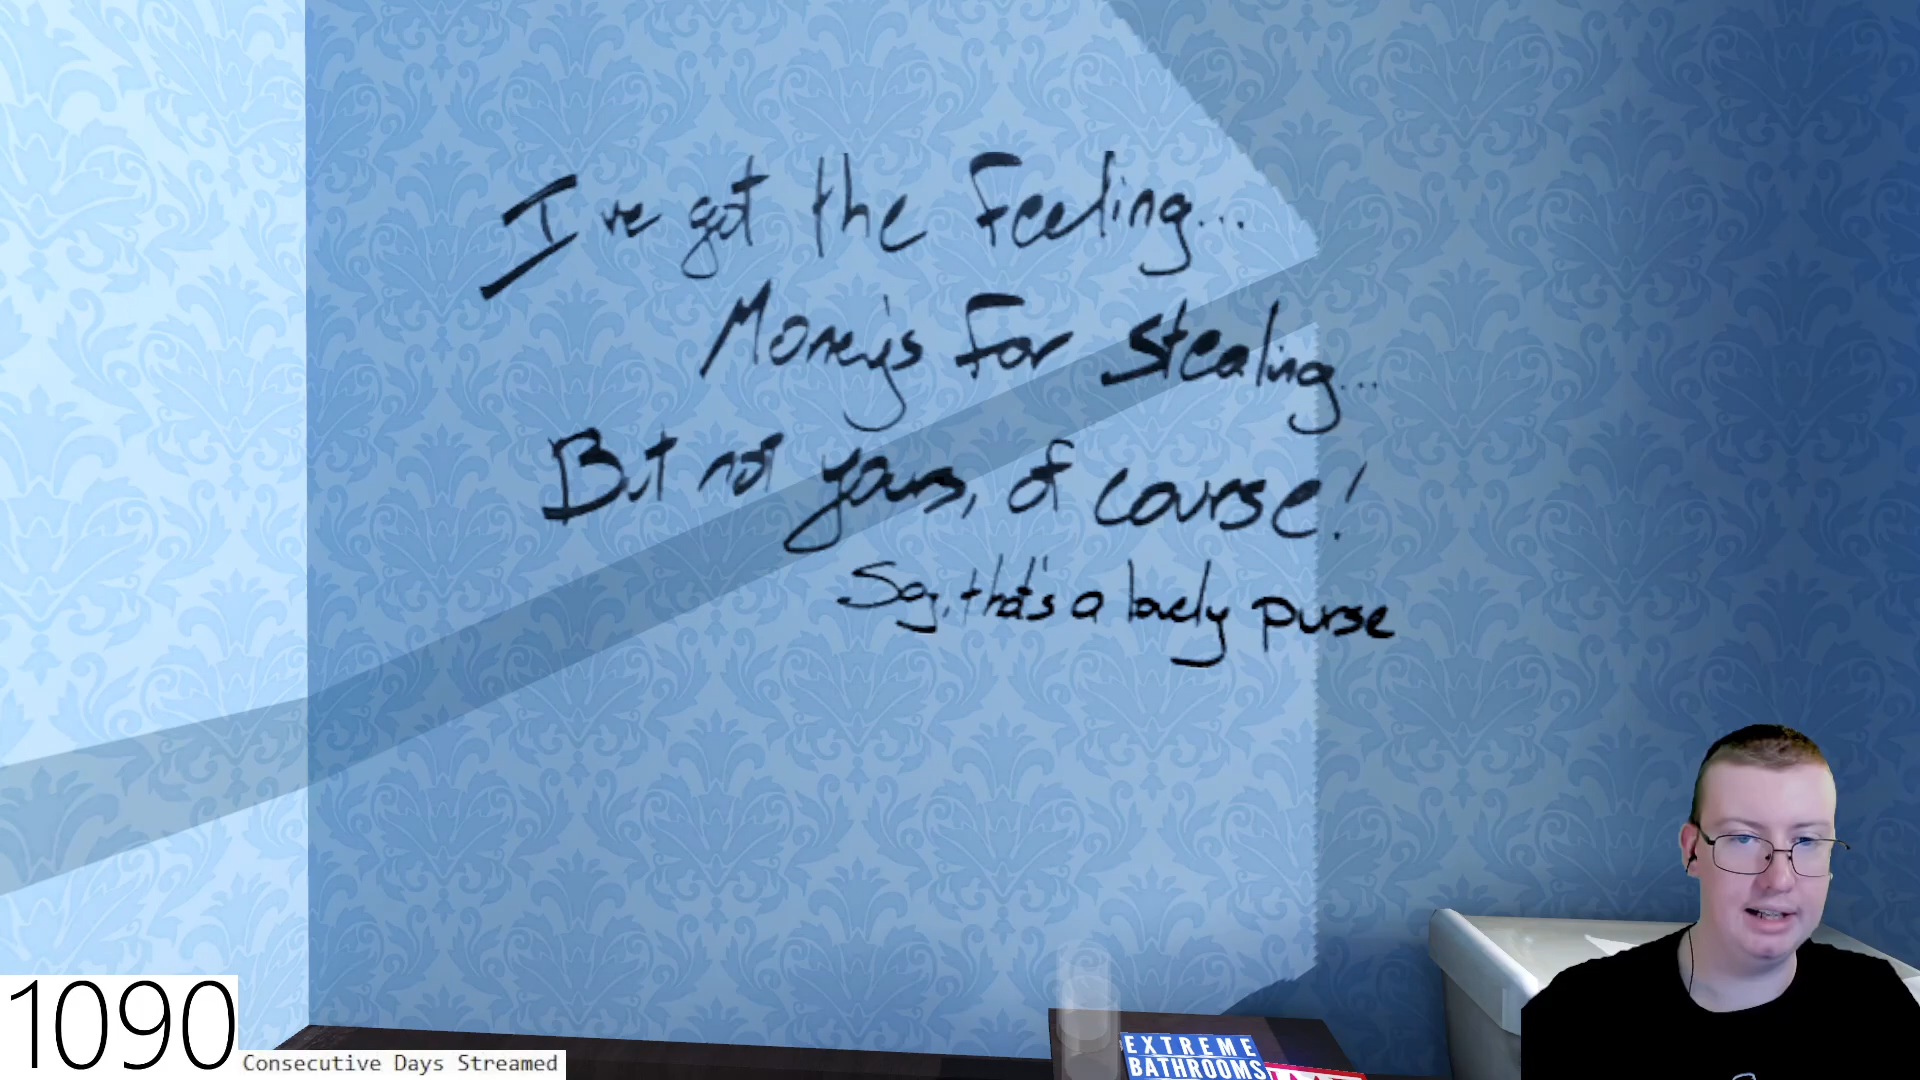 I've got the feeling...
Money's for stealing...
But not yours, of course!
Say, that's a lovely purse
1090
Consecutive Days Streamed
EXTREME
BATHROOMS